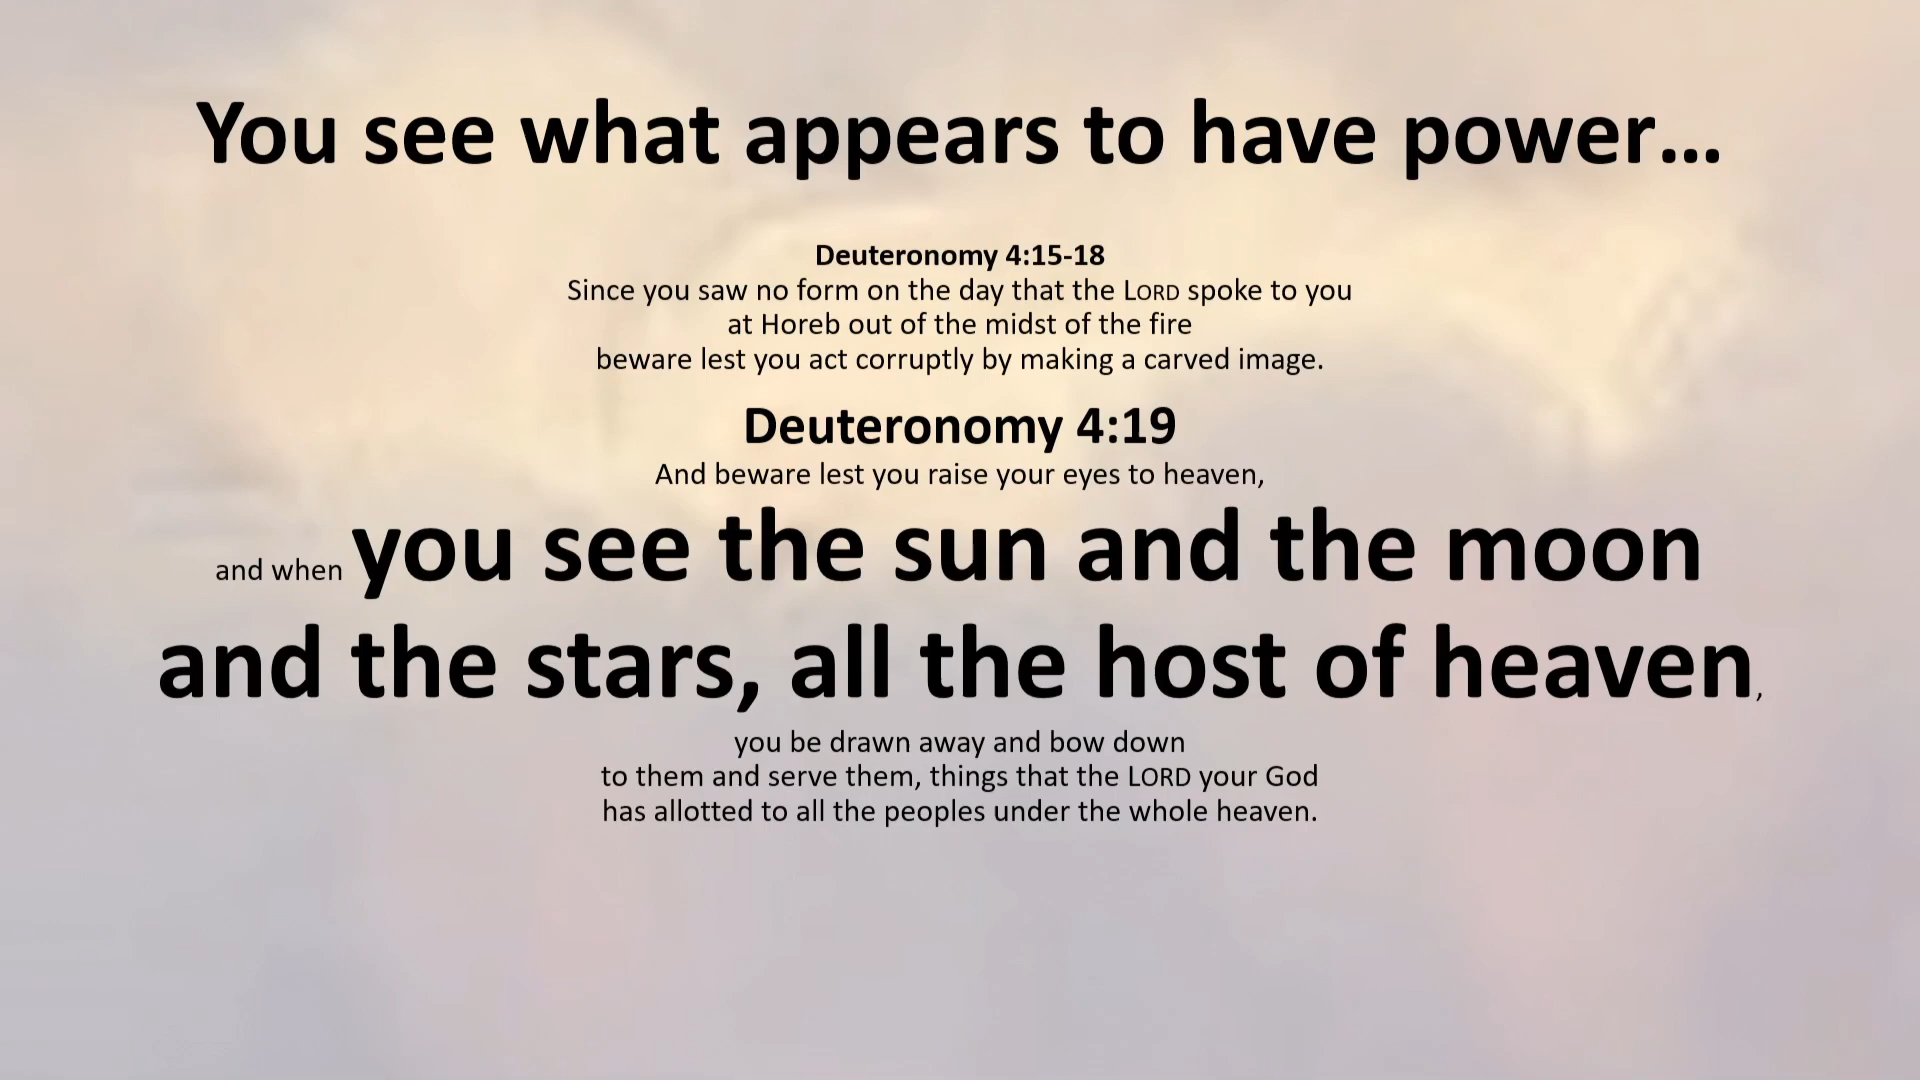 You see what appears to have power...
Deuteronomy 4:15-18
Since you saw no form on the day that the LORD spoke to you
at Horeb out of the midst of the fire
beware lest you act corruptly by making a carved image.
Deuteronomy 4:19
And beware lest you raise your eyes to heaven,
and when you see the sun and the moon
and the stars, all the host of heaven,
you be drawn away and bow down
to them and serve them, things that the LORD your God
has allotted to all the peoples under the whole heaven.